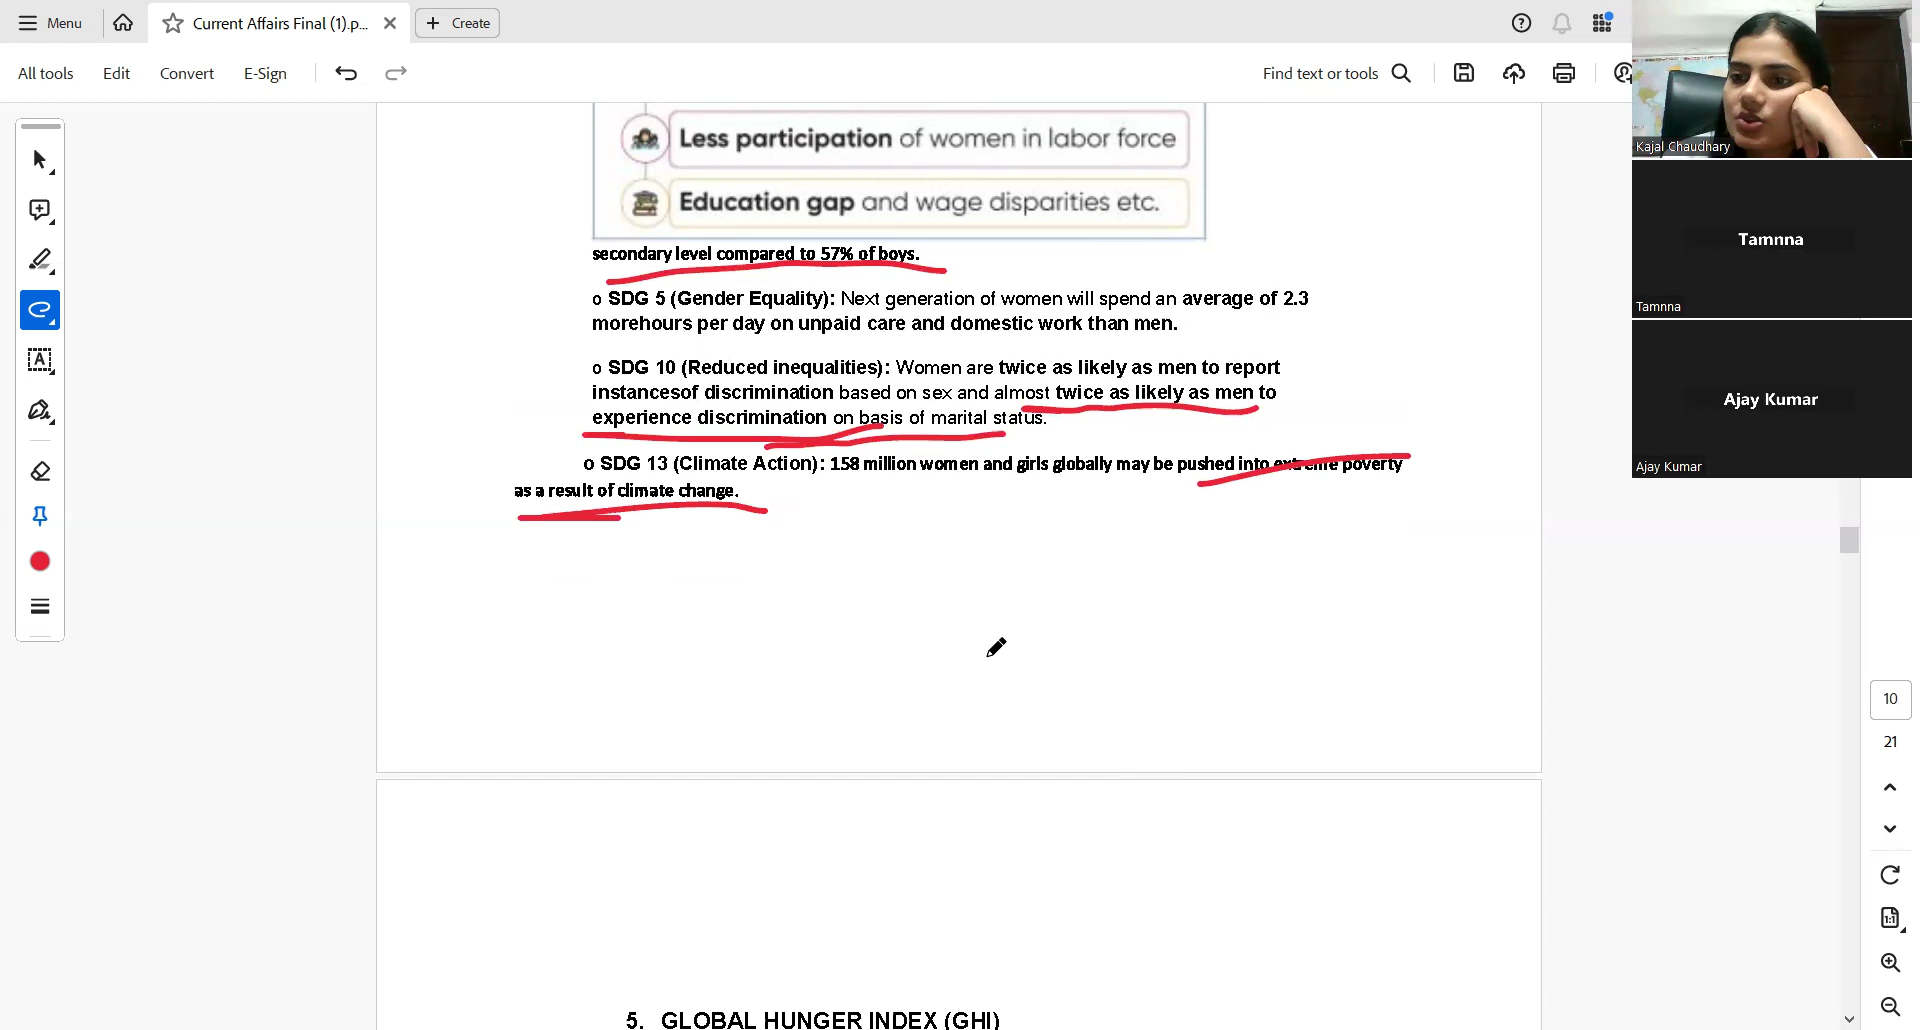 Menu
Current Affairs Final (1).p...
Create
All tools
Edit
Convert
E-Sign
Find text or tools
Less participation of women in labor force
Education gap and wage disparities etc.
secondary level compared to 57% of boys.
o SDG 5 (Gender Equality): Next generation of women will spend an average of 2.3
morehours per day on unpaid care and domestic work than men.
o SDG 10 (Reduced inequalities): Women are twice as likely as men to report
instancesof discrimination based on sex and almost twice as likely as men to
experience discrimination on basis of marital status.
o SDG 13 (Climate Action): 158 million women and girls globally may be pushed into extreme poverty
as a result of climate change.
5. GLOBAL HUNGER INDEX (GHI)
Kajal Chaudhary
Tamnna
Tamnna
Ajay Kumar
Ajay Kumar
10
21
1:1